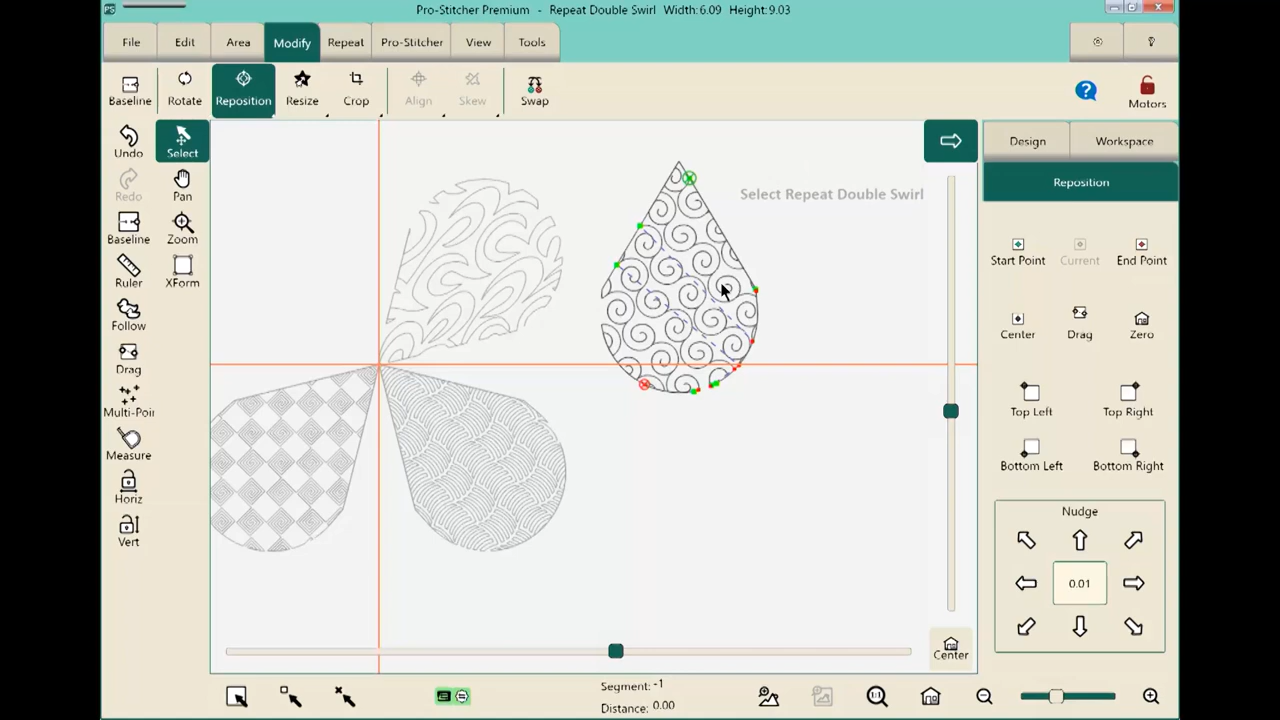 PS Pro-Stitcher Premium - Repeat Double Swirl Width:6.09 Height:9.03
File Edit Area Modify Repeat Pro-Stitcher View Tools
Baseline Rotate Reposition Resize Crop Align Skew Swap ? Motors
Undo Select Select Repeat Double Swirl Design Workspace
Redo Pan Reposition
Baseline Zoom
Ruler XForm Start Point Current End Point
Follow Center Drag Zero
Drag
Multi-Poi Top Left Top Right
Measure Bottom Left Bottom Right
Horiz Nudge
Vert
0.01
Center
Segment: -1
Distance: 0.00
1:1